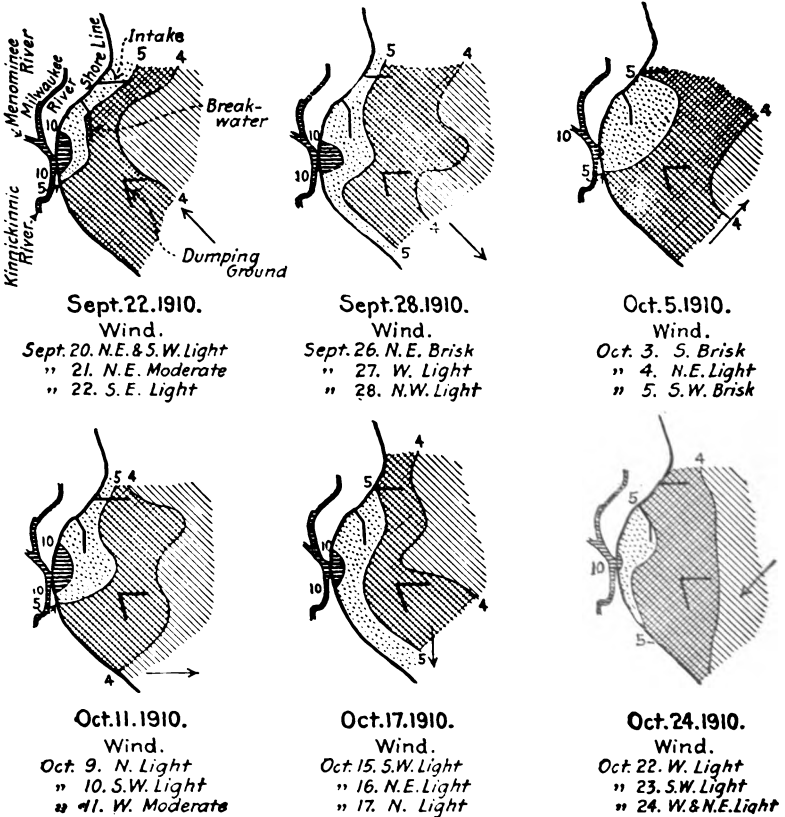 Menominee
River
Milwaukee
River
Shore Line
Intake
5
4
Break-
water
10
10
5
4
Kinnickinnic
River
Dumping
Ground
Sept. 22. 1910.
Wind.
Sept. 20. N.E. & S.W. Light
" 21. N.E. Moderate
" 22. S.E. Light
5
4
10
10
4
5
Sept. 28. 1910.
Wind.
Sept. 26. N.E. Brisk
" 27. W. Light
" 28. N.W. Light
5
4
10
5
4
Oct. 5. 1910.
Wind.
Oct. 3. S. Brisk
" 4. N.E. Light
" 5. S.W. Brisk
5 4
10
10
5
4
Oct. 11. 1910.
Wind.
Oct. 9. N. Light
" 10. S.W. Light
" 11. W. Moderate
4
5
10
10
4
5
Oct. 17. 1910.
Wind.
Oct. 15. S.W. Light
" 16. N.E. Light
" 17. N. Light
4
5
10
5
Oct. 24. 1910.
Wind.
Oct. 22. W. Light
" 23. S.W. Light
" 24. W. & N.E. Light